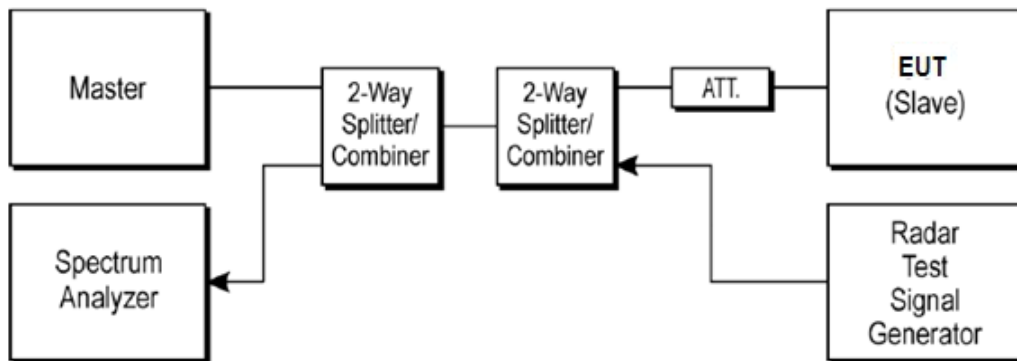 Master
2-Way
Splitter/
Combiner
2-Way
Splitter/
Combiner
ATT.
EUT
(Slave)
Spectrum
Analyzer
Radar
Test
Signal
Generator